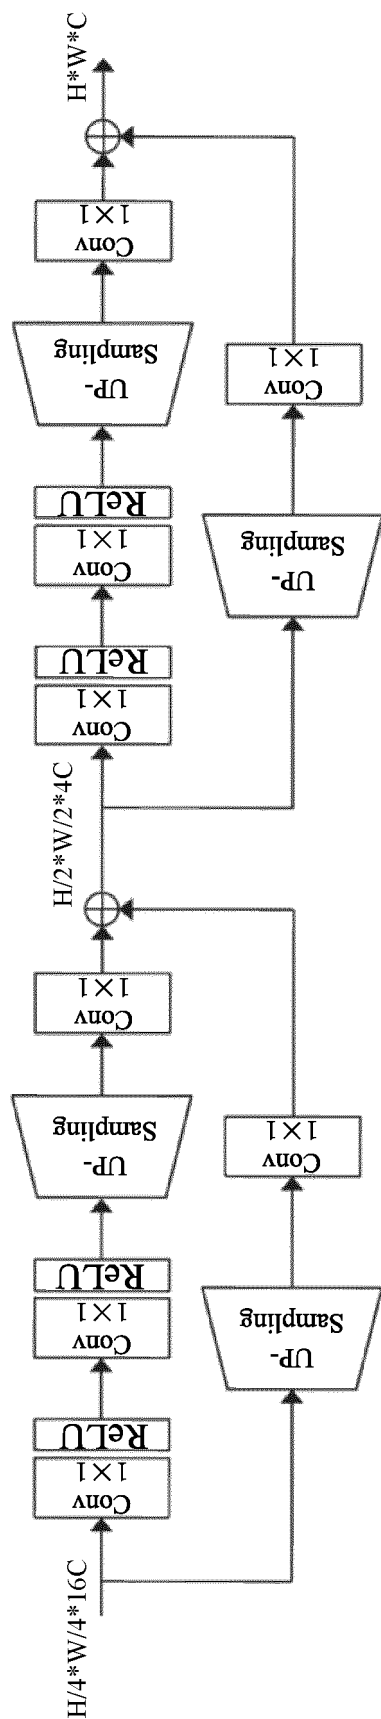 H/4*W/4*16C
Conv
1×1
ReLU
Conv
1×1
ReLU
UP-
Sampling
Conv
1×1
UP-
Sampling
Conv
1×1
H/2*W/2*4C
Conv
1×1
ReLU
Conv
1×1
ReLU
UP-
Sampling
Conv
1×1
UP-
Sampling
Conv
1×1
H*W*C